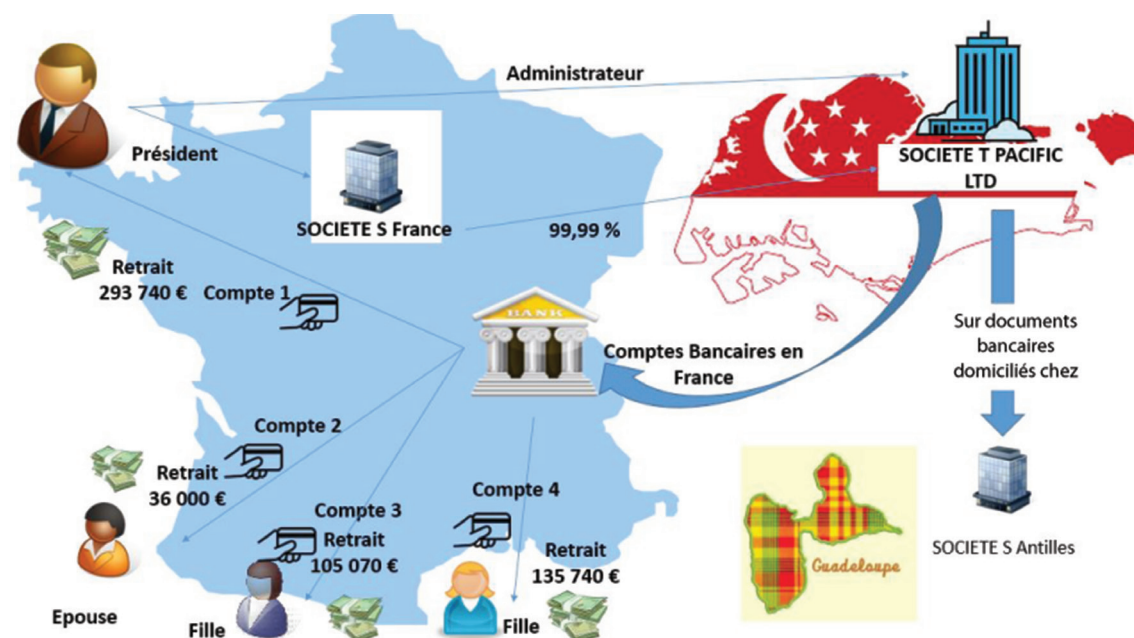 Administrateur
Président
SOCIETE S France
99,99 %
SOCIETE T PACIFIC
LTD
Retrait
293 740 €
Compte 1
BANK
Comptes Bancaires en
France
Sur documents
bancaires
domiciliés chez
Compte 2
Retrait
36 000 €
Compte 3
Retrait
105 070 €
Compte 4
Retrait
135 740 €
Epouse
Fille
Fille
Guadeloupe
SOCIETE S Antilles